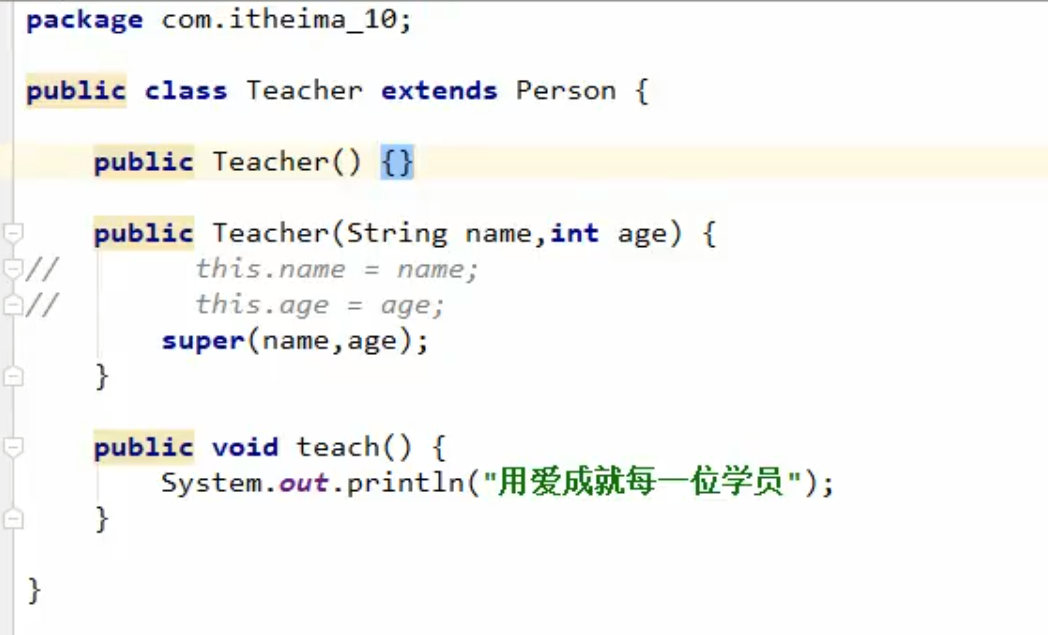 package com.itheima_10;
public class Teacher extends Person {
public Teacher() {}
public Teacher(String name,int age) {
//        this.name = name;
//        this.age = age;
super(name,age);
}
public void teach() {
System.out.println("用爱成就每一位学员");
}
}